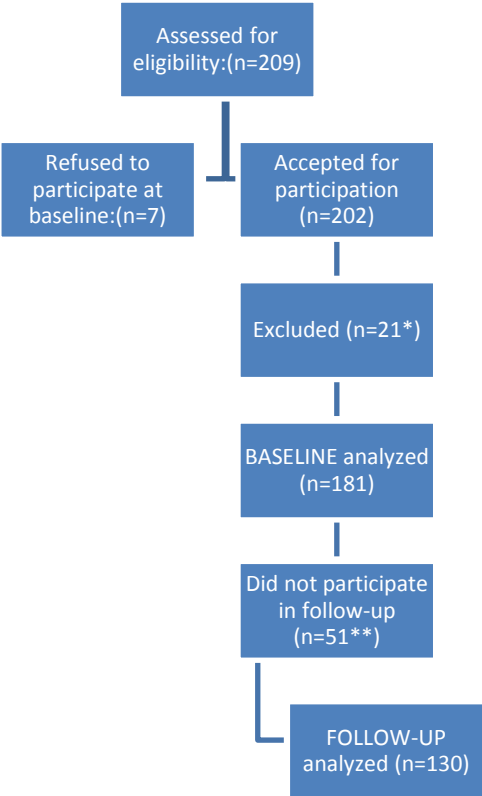 Assessed for
eligibility:(n=209)
Refused to
participate at
baseline:(n=7)
Accepted for
participation
(n=202)
Excluded (n=21*)
BASELINE analyzed
(n=181)
Did not participate
in follow-up
(n=51**)
FOLLOW-UP
analyzed (n=130)